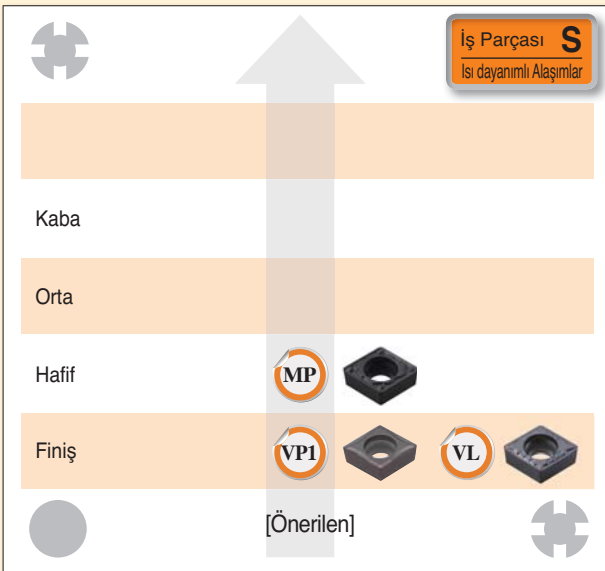 İş Parçası S
Isı dayanımlı Alaşımlar
Kaba
Orta
Hafif
MP
Finiş
VP1
VL
[Önerilen]